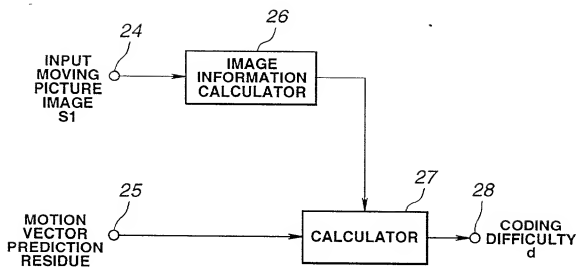 24
INPUT
MOVING
PICTURE
IMAGE
S1
26
IMAGE
INFORMATION
CALCULATOR
25
MOTION
VECTOR
PREDICTION
RESIDUE
27
CALCULATOR
28
CODING
DIFFICULTY
d